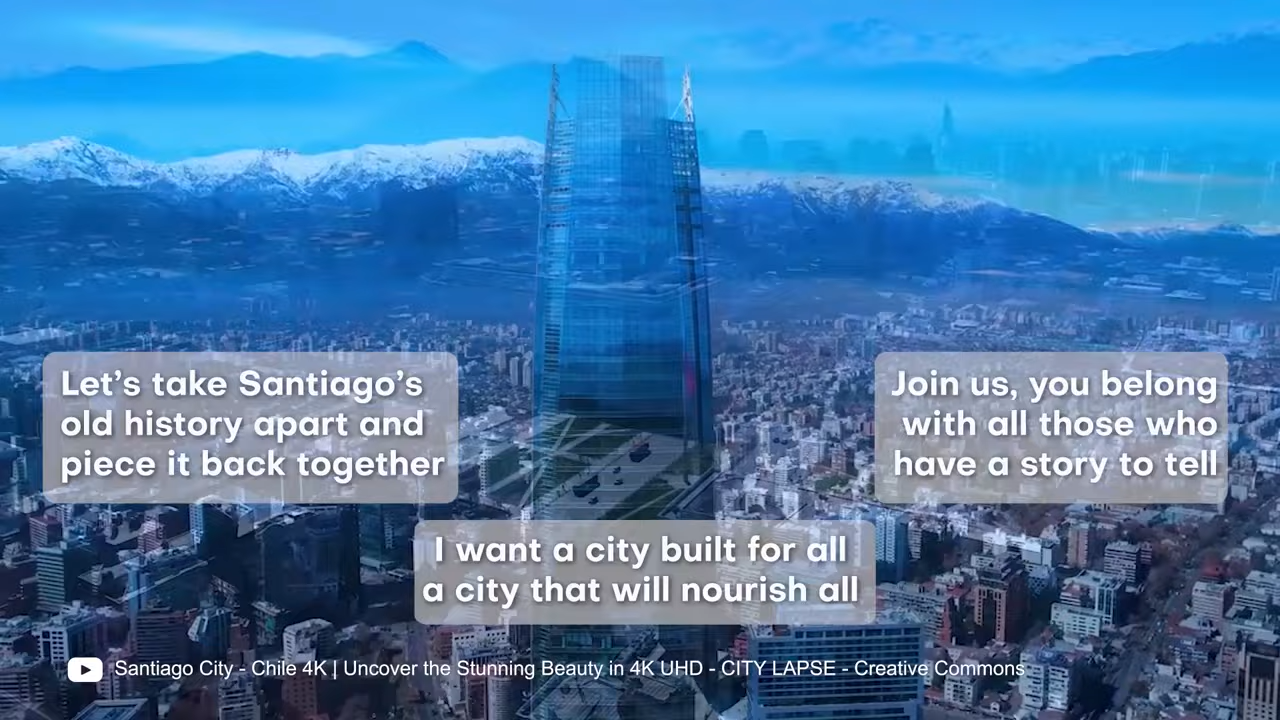 Let’s take Santiago’s
old history apart and
piece it back together
Join us, you belong
with all those who
have a story to tell
I want a city built for all
a city that will nourish all
Santiago City - Chile 4K | Uncover the Stunning Beauty in 4K UHD - CITY LAPSE - Creative Commons